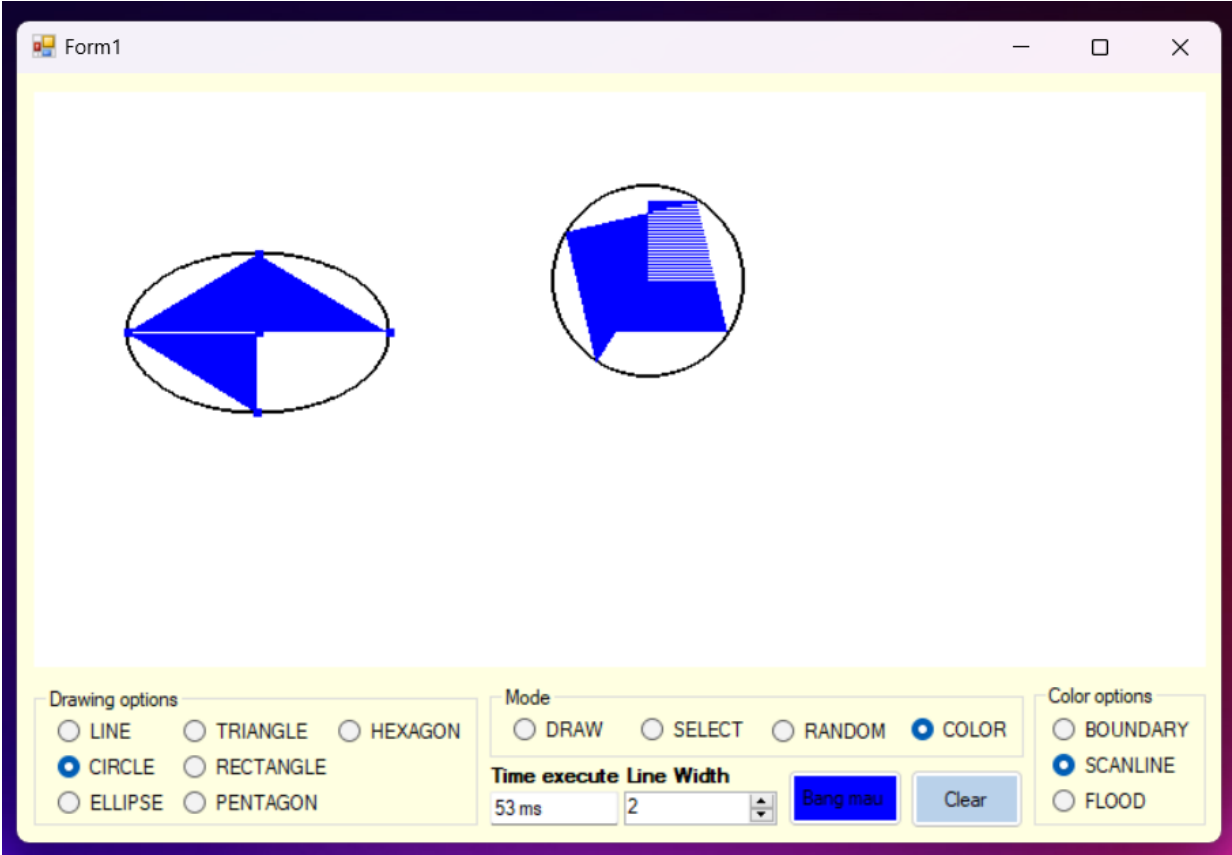 Form1
Drawing options
LINE TRIANGLE HEXAGON
CIRCLE RECTANGLE
ELLIPSE PENTAGON
Mode
DRAW SELECT RANDOM COLOR
Time execute Line Width
53 ms 2 Bang mau Clear
Color options
BOUNDARY
SCANLINE
FLOOD